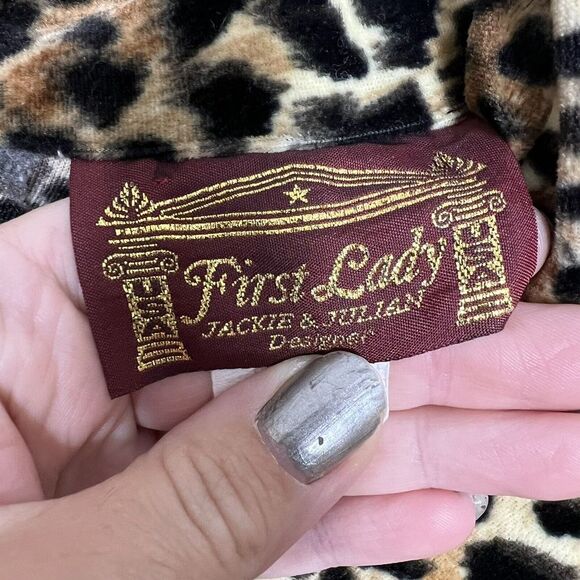 First Lady
JACKIE & JULIAN
Designer